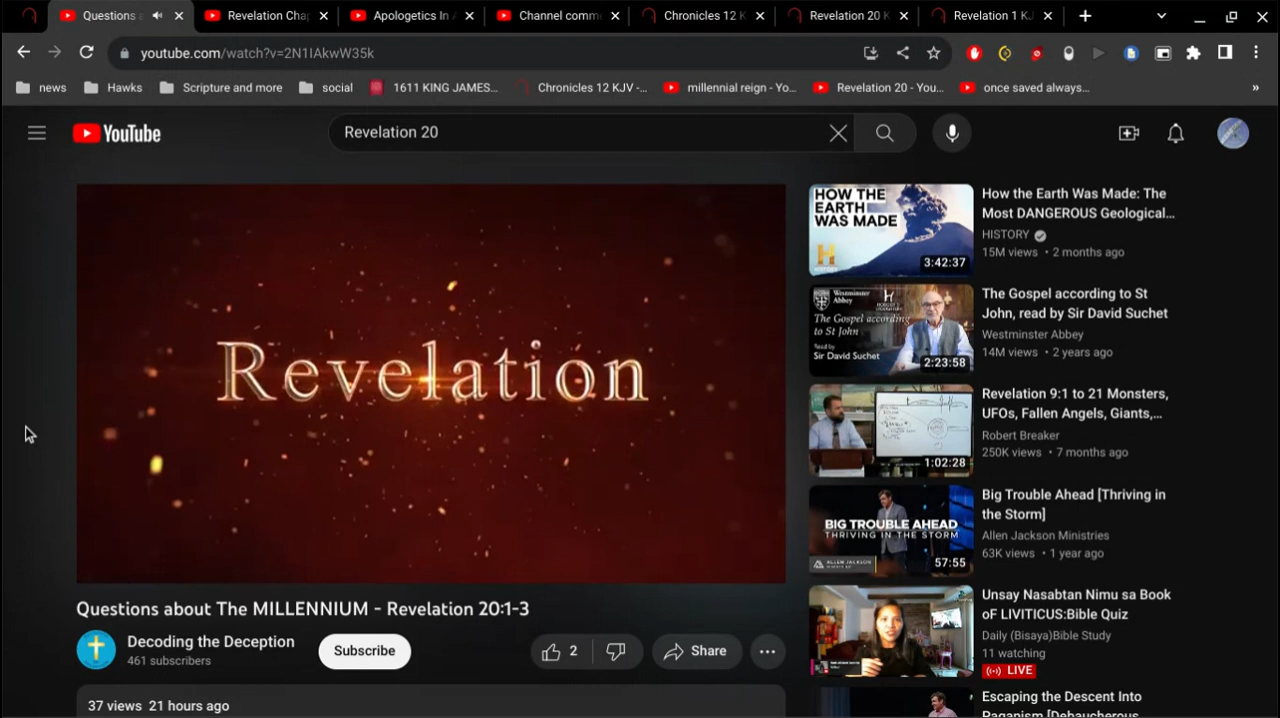 Questions a
Revelation Chap
Apologetics In A
Channel comm
Chronicles 12 K
Revelation 20 K
Revelation 1 KJ
youtube.com/watch?v=2N1IAkwW35k
news
Hawks
Scripture and more
social
1611 KING JAMES...
Chronicles 12 KJV -...
millennial reign - Yo...
Revelation 20 - You...
once saved always...
»
YouTube
Revelation 20
Revelation
Questions about The MILLENNIUM - Revelation 20:1-3
Decoding the Deception
461 subscribers
Subscribe
2
Share
37 views 21 hours ago
HOW THE
EARTH
WAS MADE
H
3:42:37
How the Earth Was Made: The
Most DANGEROUS Geological...
HISTORY
15M views • 2 months ago
Westminster
Abbey
The Gospel according
to St John
Read by
Sir David Suchet
2:23:58
The Gospel according to St
John, read by Sir David Suchet
Westminster Abbey
14M views • 2 years ago
1:02:28
Revelation 9:1 to 21 Monsters,
UFOs, Fallen Angels, Giants,...
Robert Breaker
250K views • 7 months ago
BIG TROUBLE AHEAD
THRIVING IN THE STORM
57:55
Big Trouble Ahead [Thriving in
the Storm]
Allen Jackson Ministries
63K views • 1 year ago
Unsay Nasabtan Nimu sa Book
oF LIVITICUS:Bible Quiz
Daily (Bisaya)Bible Study
11 watching
LIVE
Escaping the Descent Into
Paganism [Debaucherous